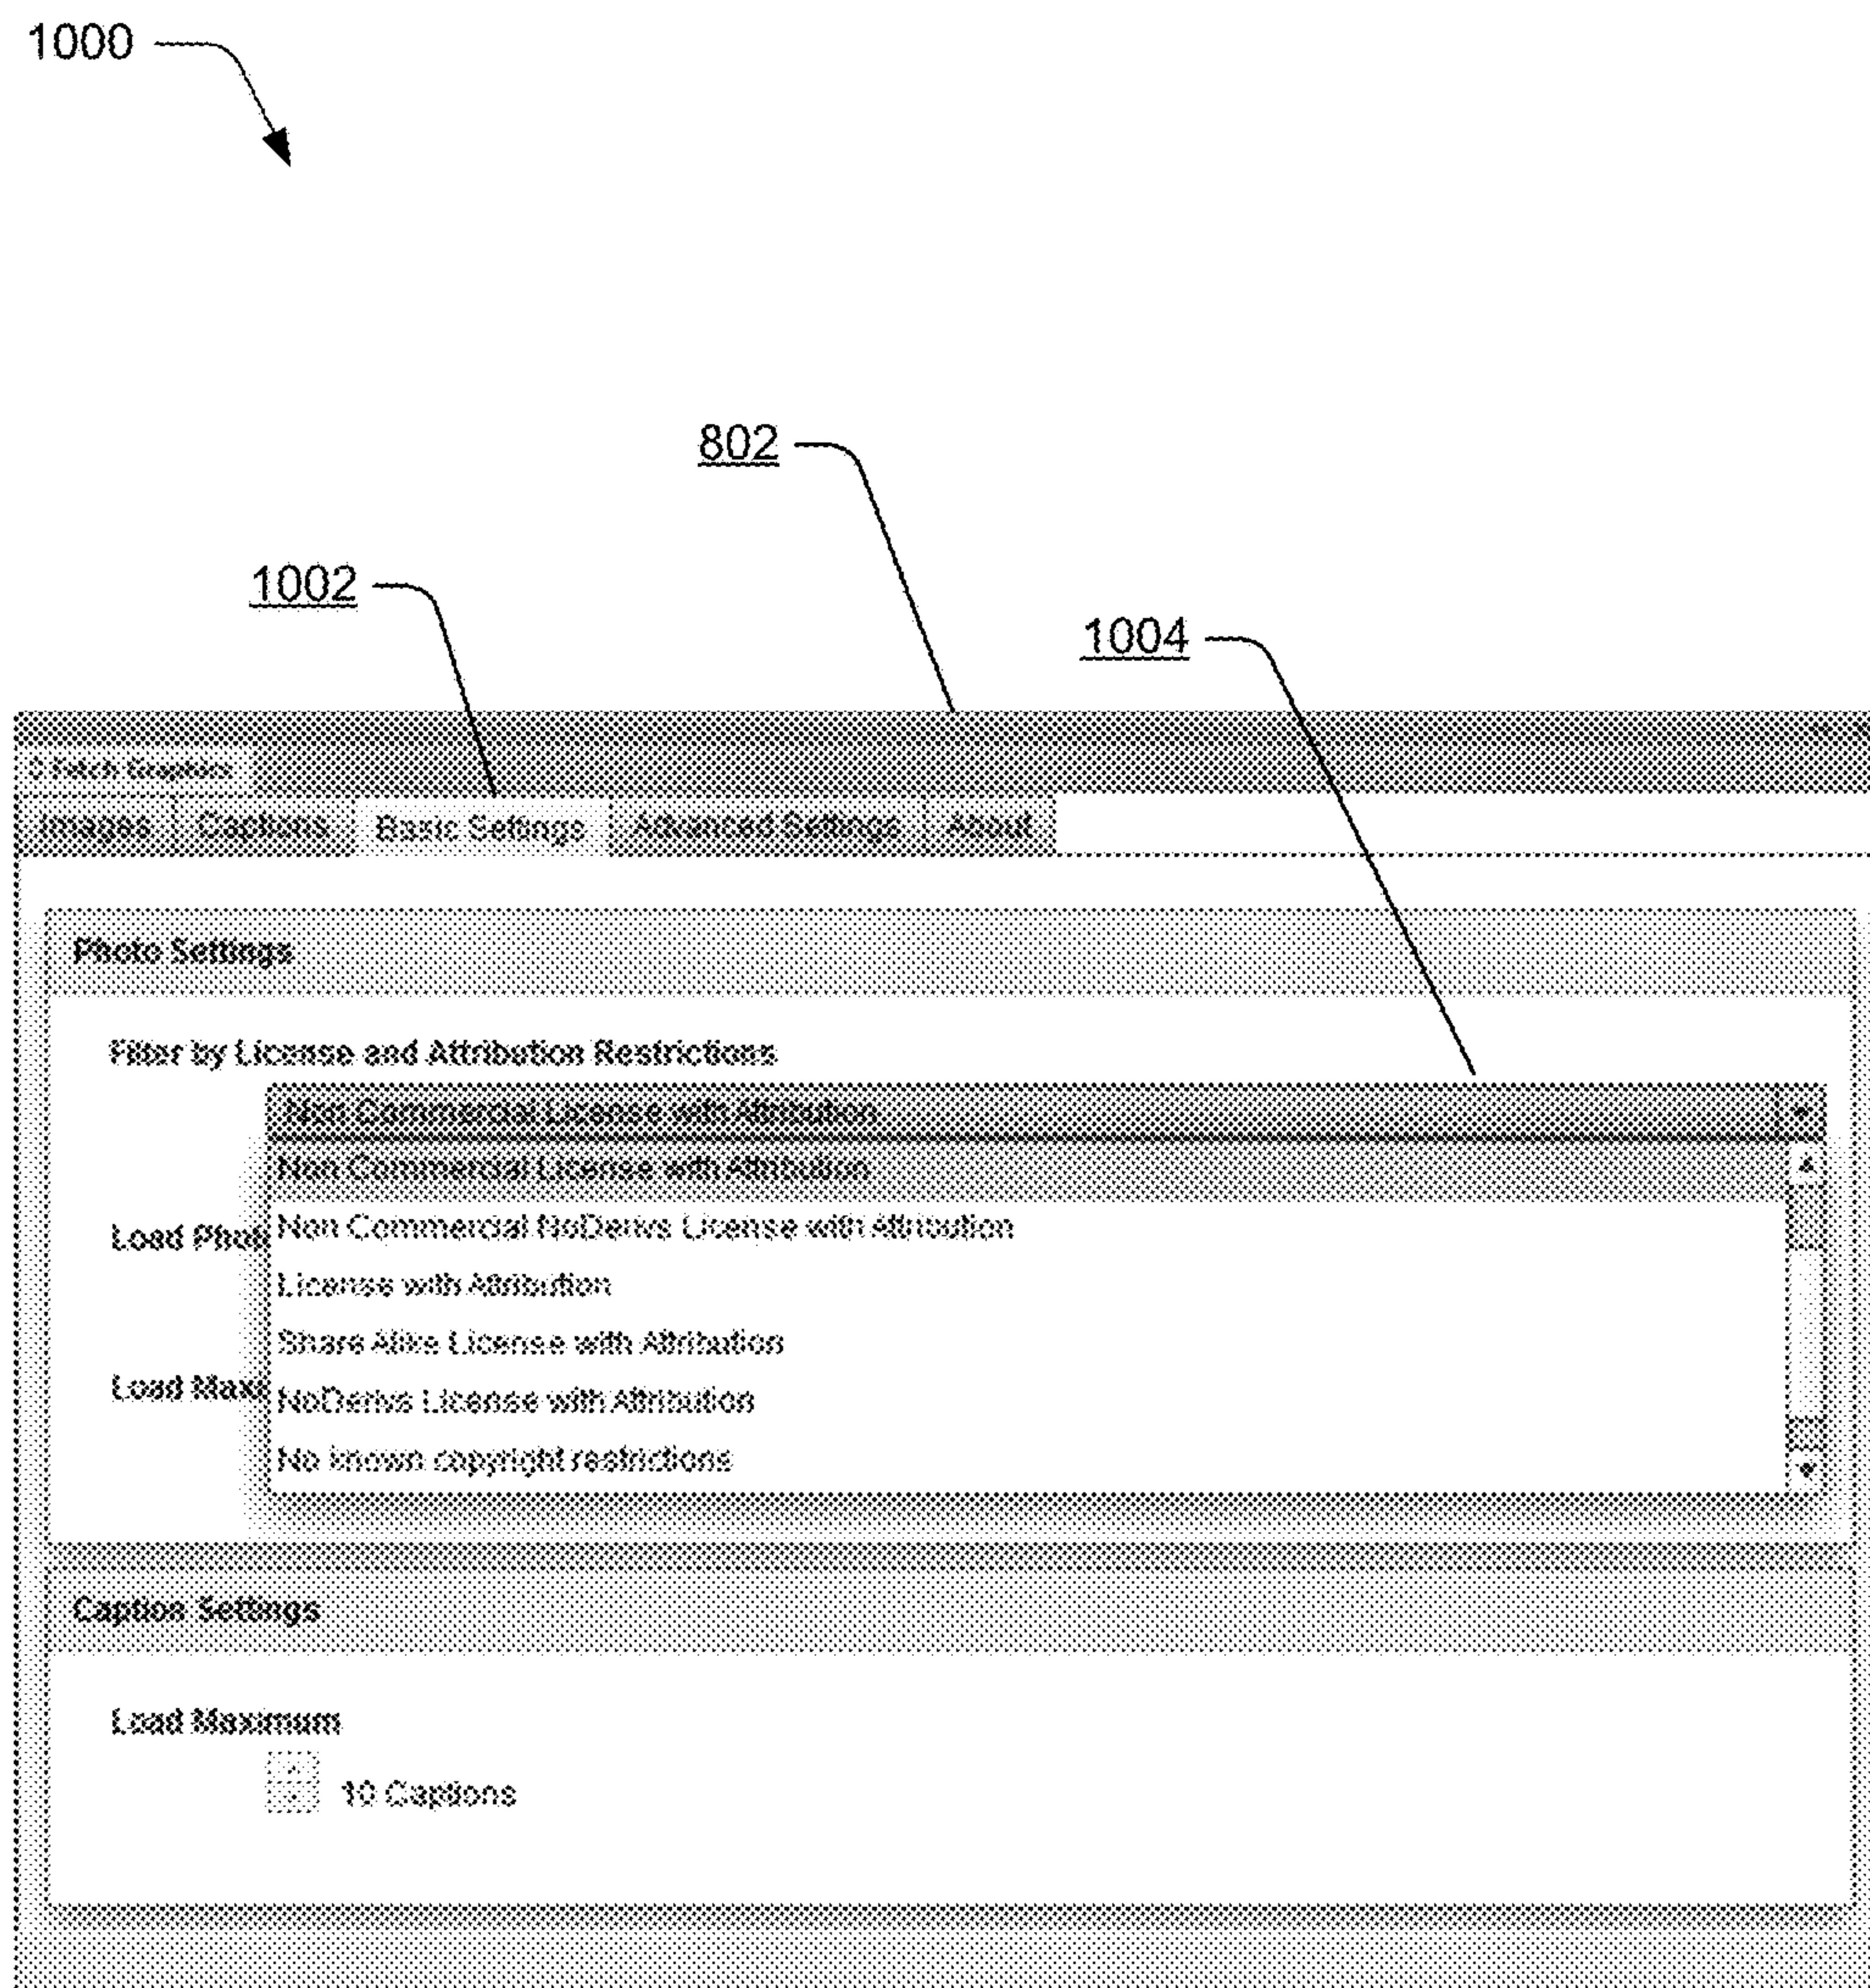 1000
802
1002
1004
Fetch Graphics
Images Captions Basic Settings Advanced Settings About
Photo Settings
Filter by License and Attribution Restrictions
Non Commercial License with Attribution
Non Commercial License with Attribution
Load Phot Non Commercial NoDerivs License with Attribution
License with Attribution
Share Alike License with Attribution
Load Maxi NoDerivs License with Attribution
No known copyright restrictions
Caption Settings
Load Maximum
10 Captions